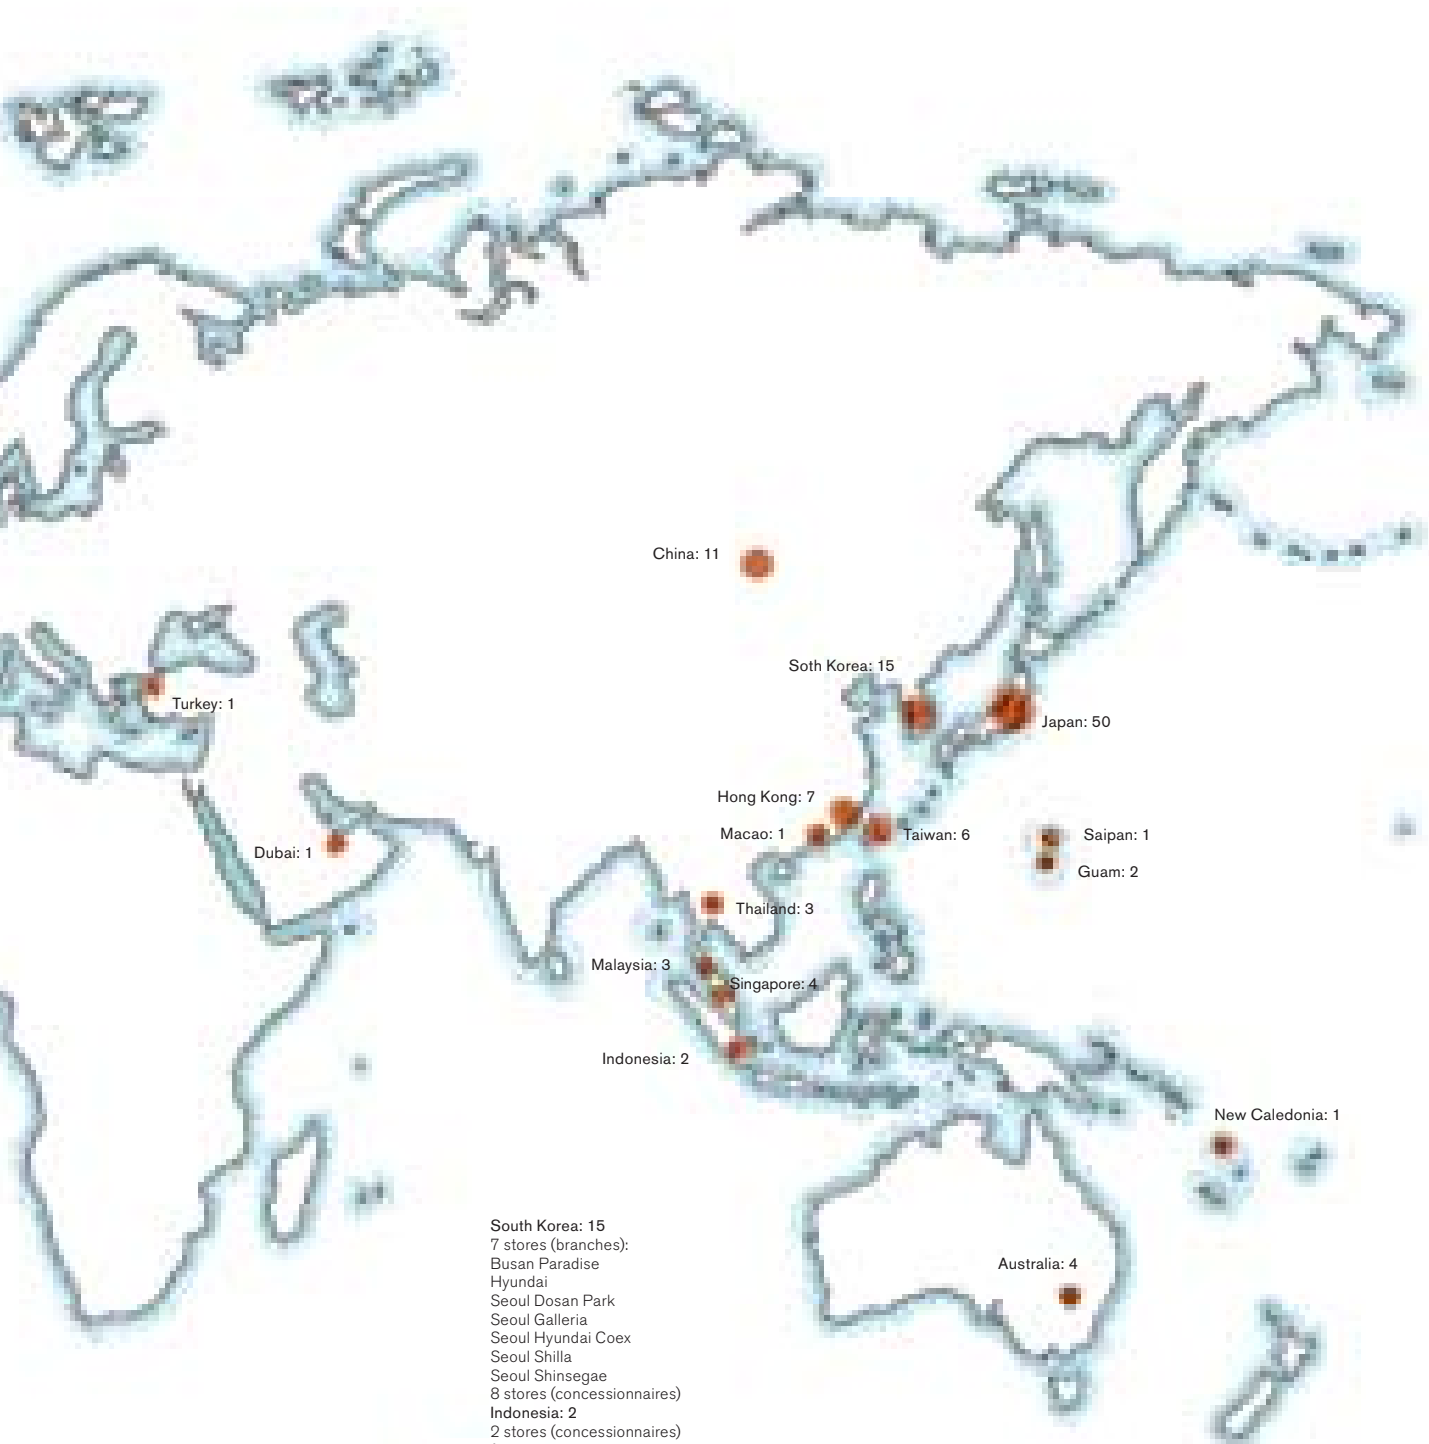 China: 11
Soth Korea: 15
Turkey: 1
Japan: 50
Hong Kong: 7
Macao: 1
Taiwan: 6
Saipan: 1
Dubai: 1
Guam: 2
Thailand: 3
Malaysia: 3
Singapore: 4
Indonesia: 2
New Caledonia: 1
Australia: 4
South Korea: 15
7 stores (branches):
Busan Paradise
Hyundai
Seoul Dosan Park
Seoul Galleria
Seoul Hyundai Coex
Seoul Shilla
Seoul Shinsegae
8 stores (concessionnaires)
Indonesia: 2
2 stores (concessionnaires)